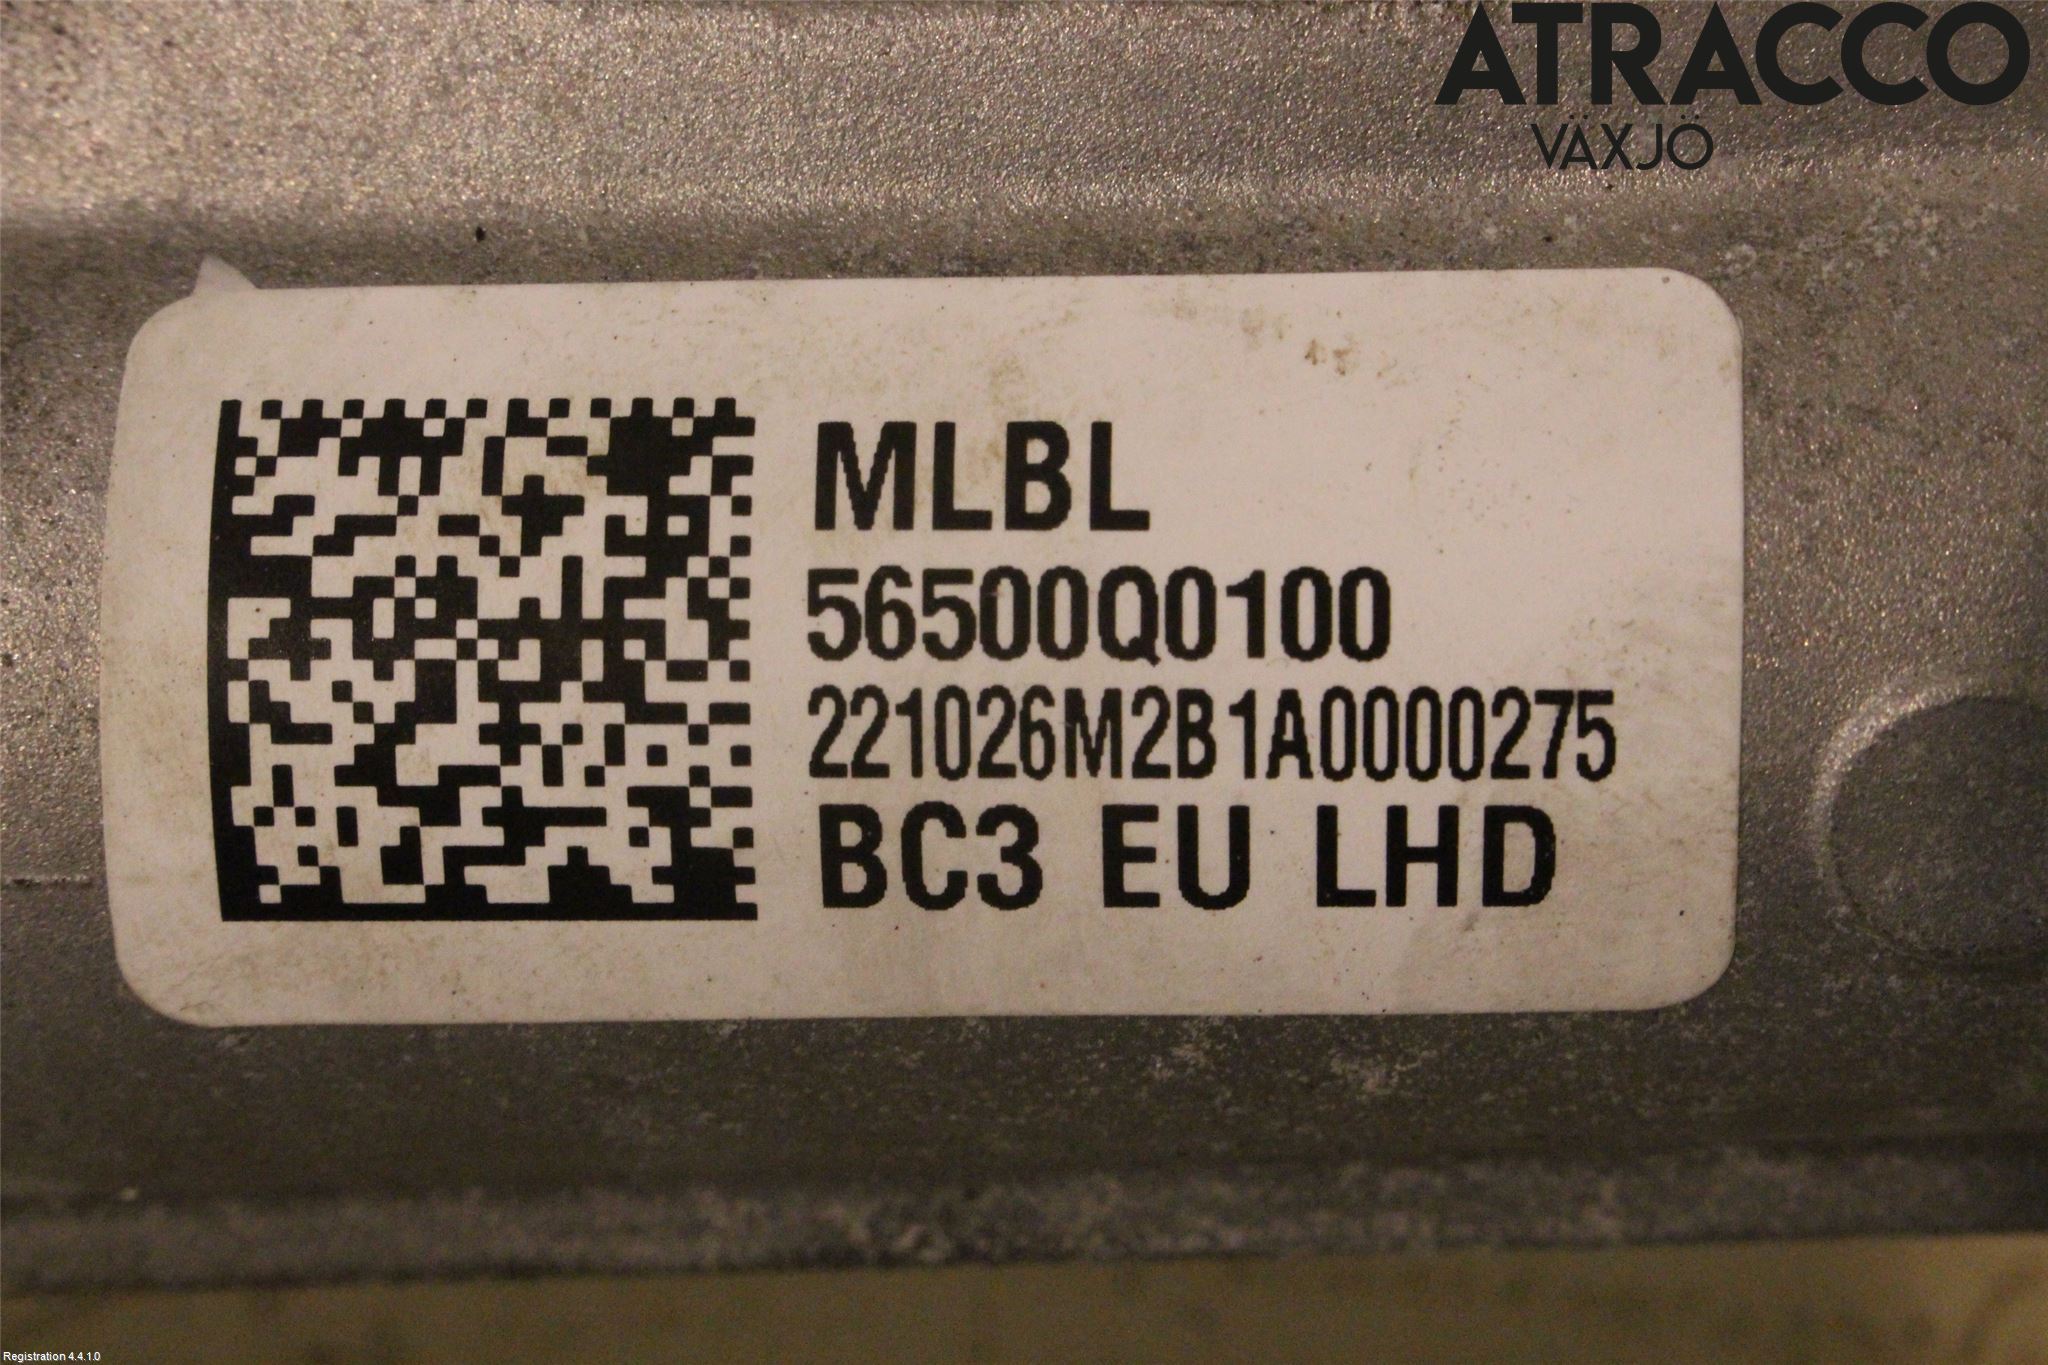 ATRACCO
VÄXJÖ
MLBL
56500Q0100
221026M2B1A0000275
BC3 EU LHD
Registration 4.4.1.0